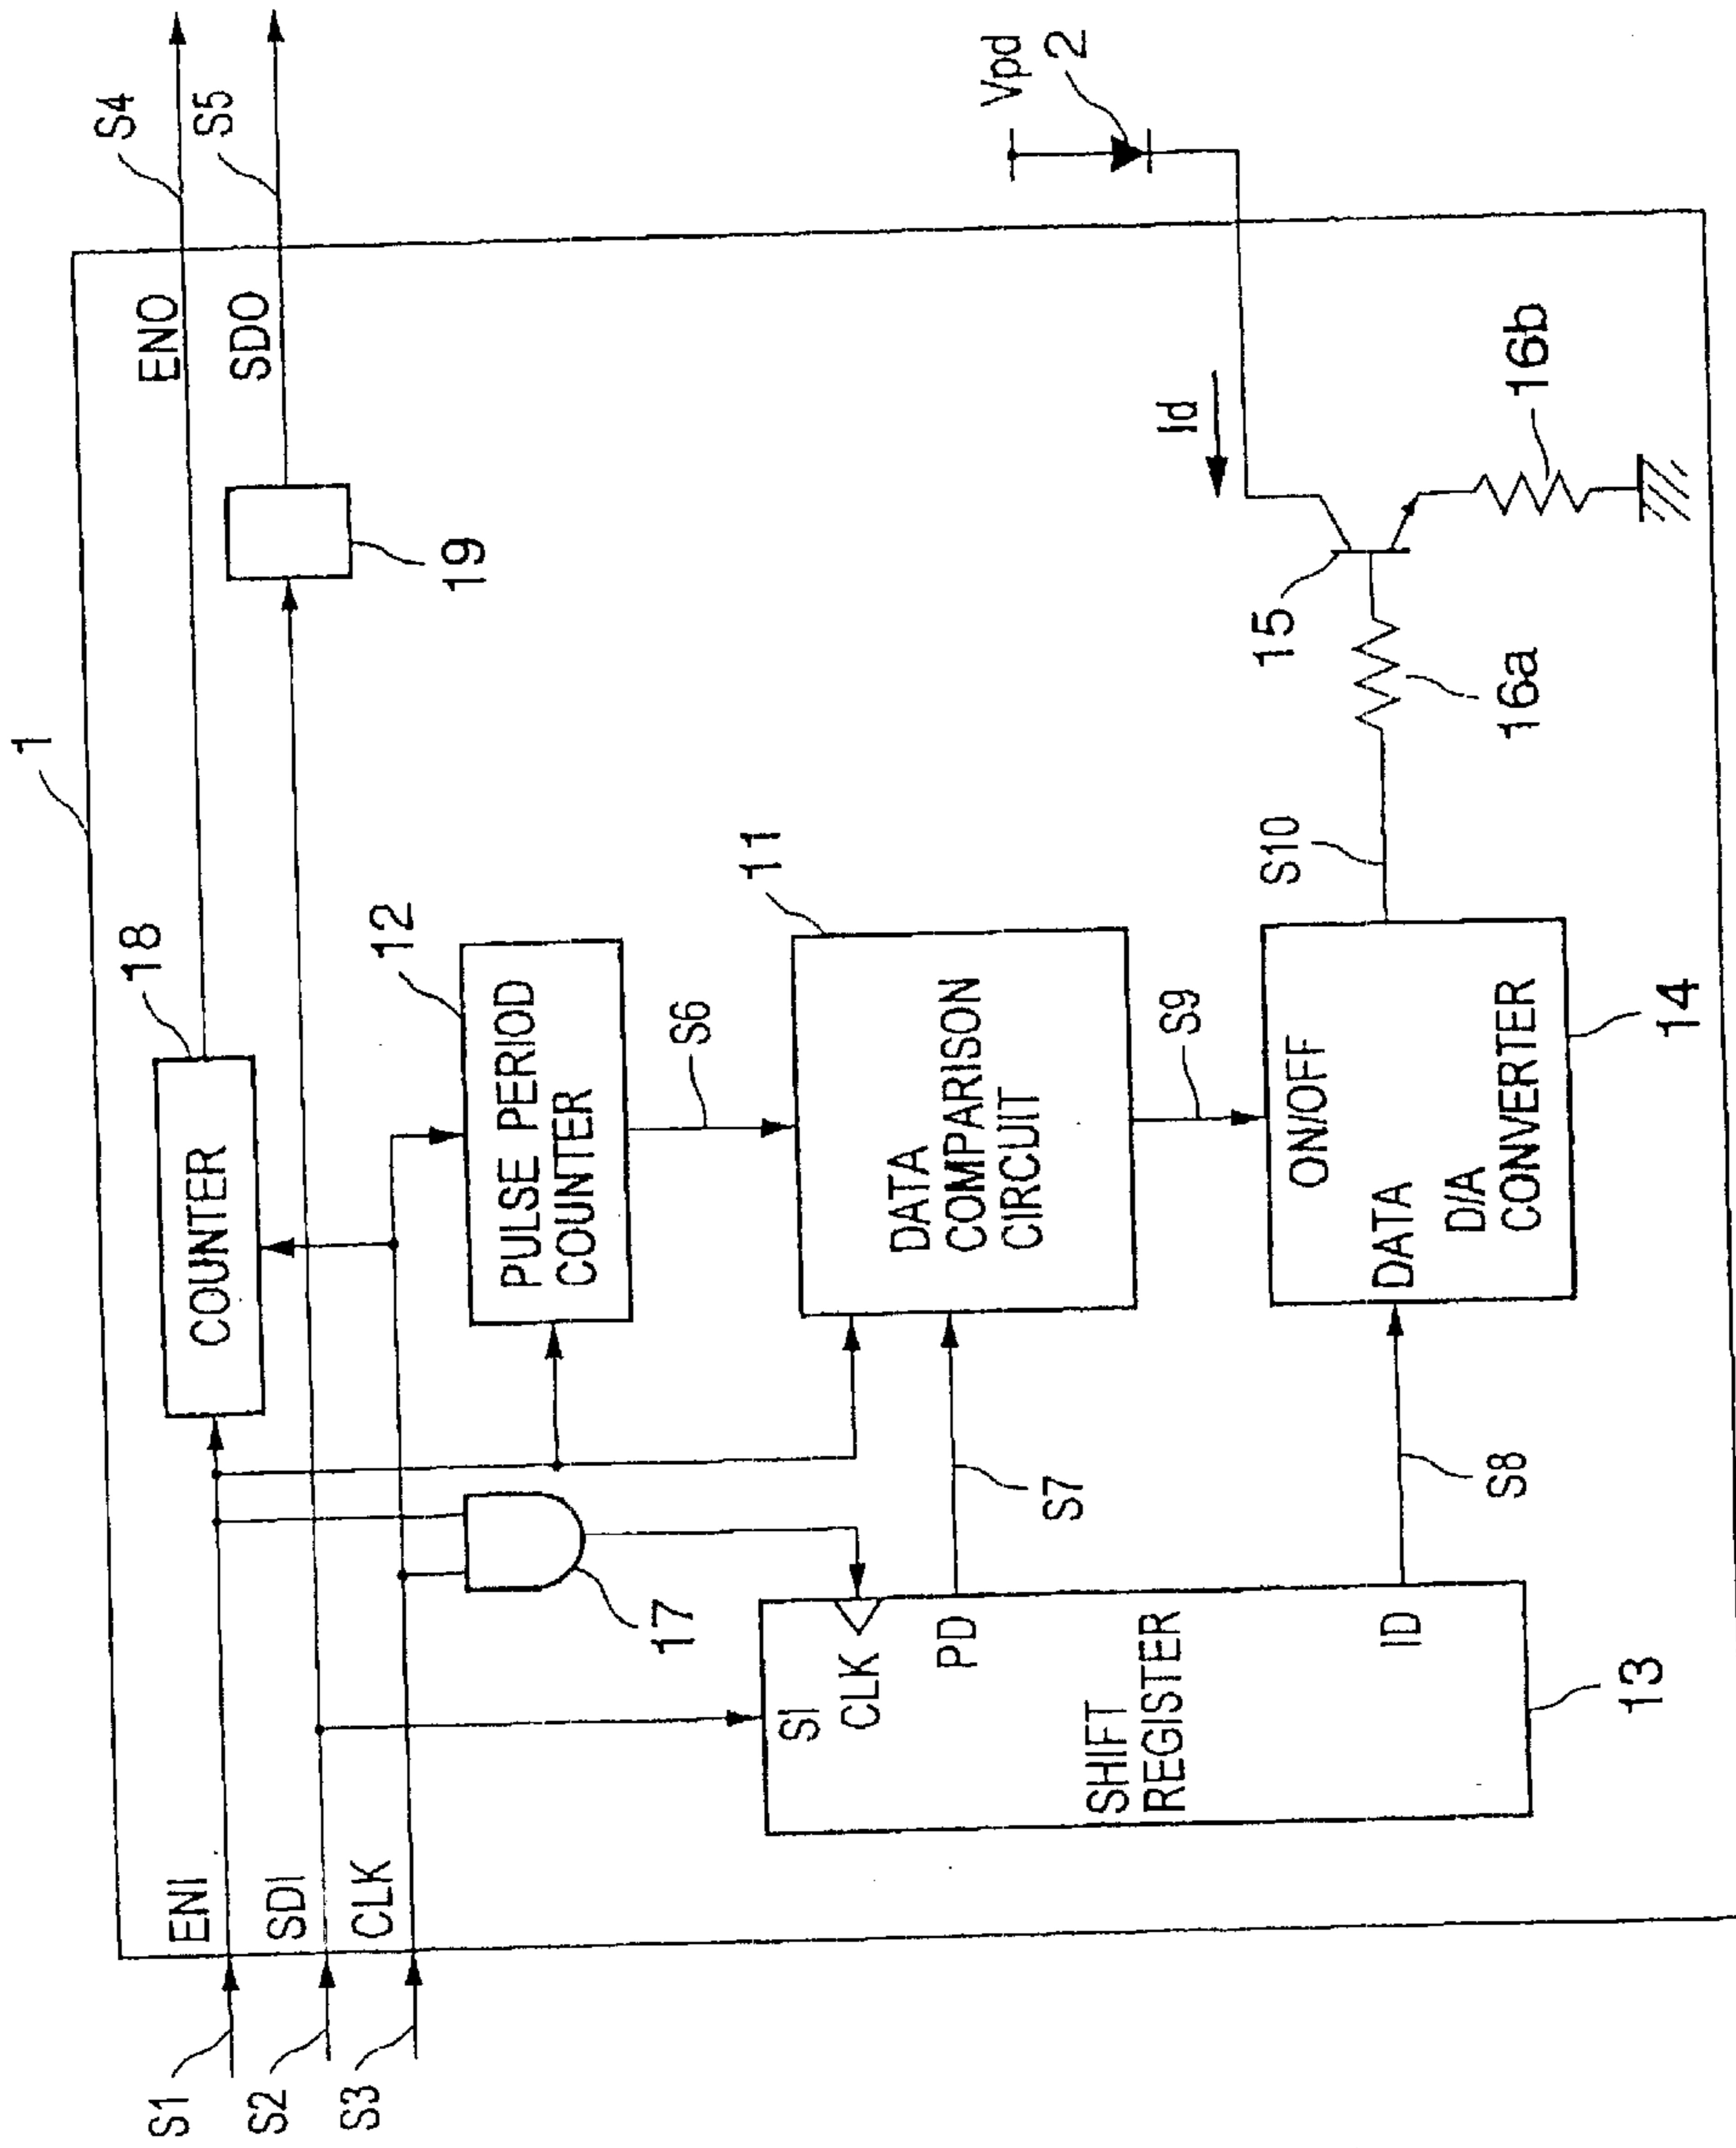 1
S1
ENI
18
COUNTER
ENO
S4
S2
SDI
SDO
S5
19
S3
CLK
17
12
PULSE PERIOD
COUNTER
S6
11
DATA
COMPARISON
CIRCUIT
S7
S9
SI
CLK
PD
SHIFT
REGISTER
ID
13
S8
ON/OFF
DATA
D/A
CONVERTER
14
S10
16a
15
16b
Id
Vpd
2